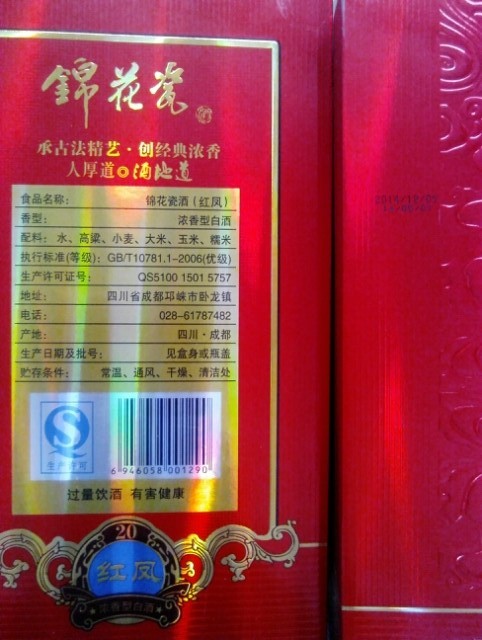 錦花瓷
承古法精艺·创经典浓香
人厚道 酒地道
食品名称: 锦花瓷酒(红凤)
香型: 浓香型白酒
配料: 水、高粱、小麦、大米、玉米、糯米
执行标准(等级): GB/T10781.1-2006(优级)
生产许可证号: QS5100 1501 5757
地址: 四川省成都邛崃市卧龙镇
电话: 028-61787482
产地: 四川·成都
生产日期及批号: 见盒身或瓶盖
贮存条件: 常温、通风、干燥、清洁处
生产许可
6 946058 001290
过量饮酒 有害健康
20
红凤
浓香型白酒